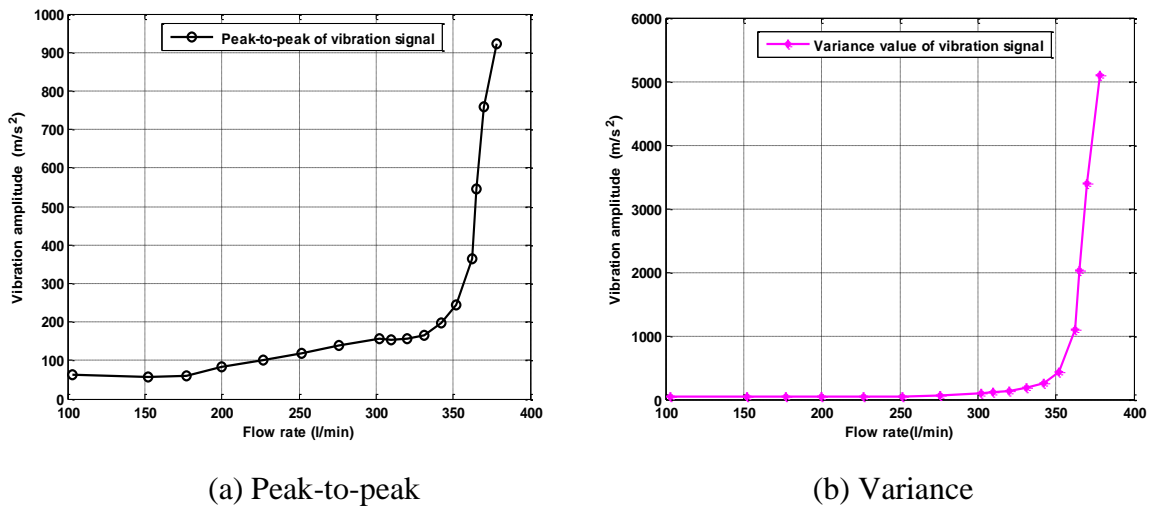 1000
900
800
700
600
500
400
300
200
100
0
Vibration amplitude (m/s²)
Peak-to-peak of vibration signal
100 150 200 250 300 350 400
Flow rate (l/min)
(a) Peak-to-peak
6000
5000
4000
3000
2000
1000
0
Vibration amplitude (m/s²)
Variance value of vibration signal
100 150 200 250 300 350 400
Flow rate(l/min)
(b) Variance